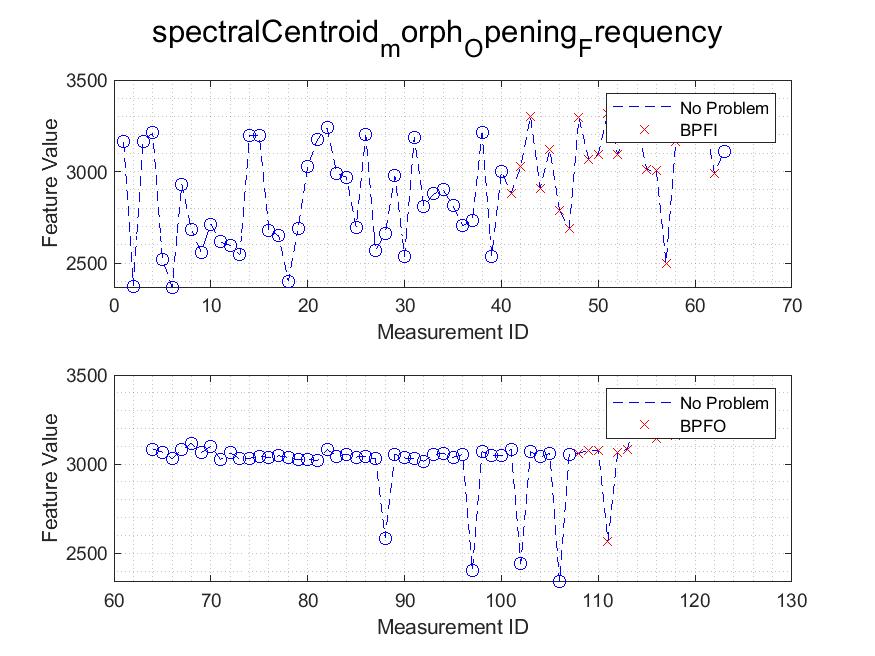 spectralCentroid_morph_Opening_Frequency
3500
3000
2500
Feature Value
0 10 20 30 40 50 60 70
Measurement ID
No Problem
BPFI
3500
3000
2500
Feature Value
60 70 80 90 100 110 120 130
Measurement ID
No Problem
BPFO